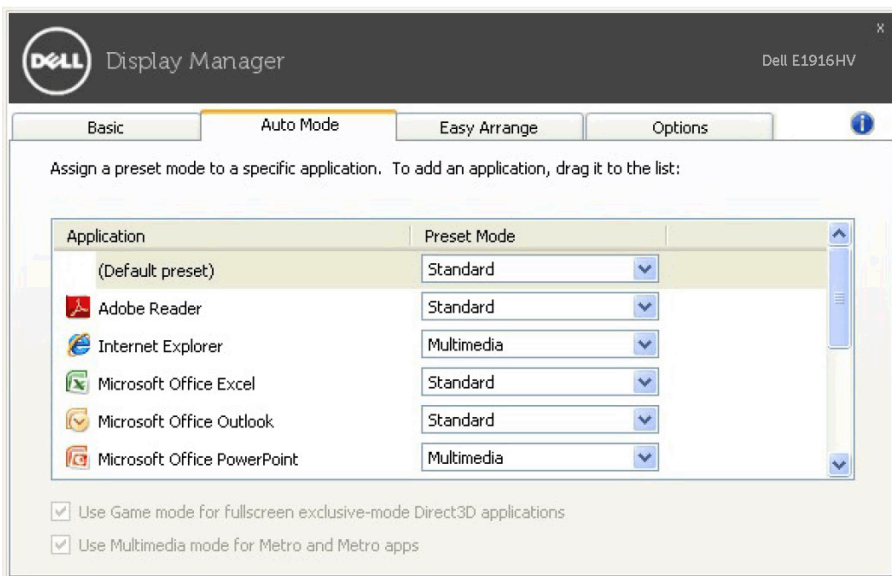 DELL Display Manager
x
Dell E1916HV
Basic Auto Mode Easy Arrange Options i
Assign a preset mode to a specific application. To add an application, drag it to the list:
Application Preset Mode
(Default preset) Standard
Adobe Reader Standard
Internet Explorer Multimedia
Microsoft Office Excel Standard
Microsoft Office Outlook Standard
Microsoft Office PowerPoint Multimedia
Use Game mode for fullscreen exclusive-mode Direct3D applications
Use Multimedia mode for Metro and Metro apps